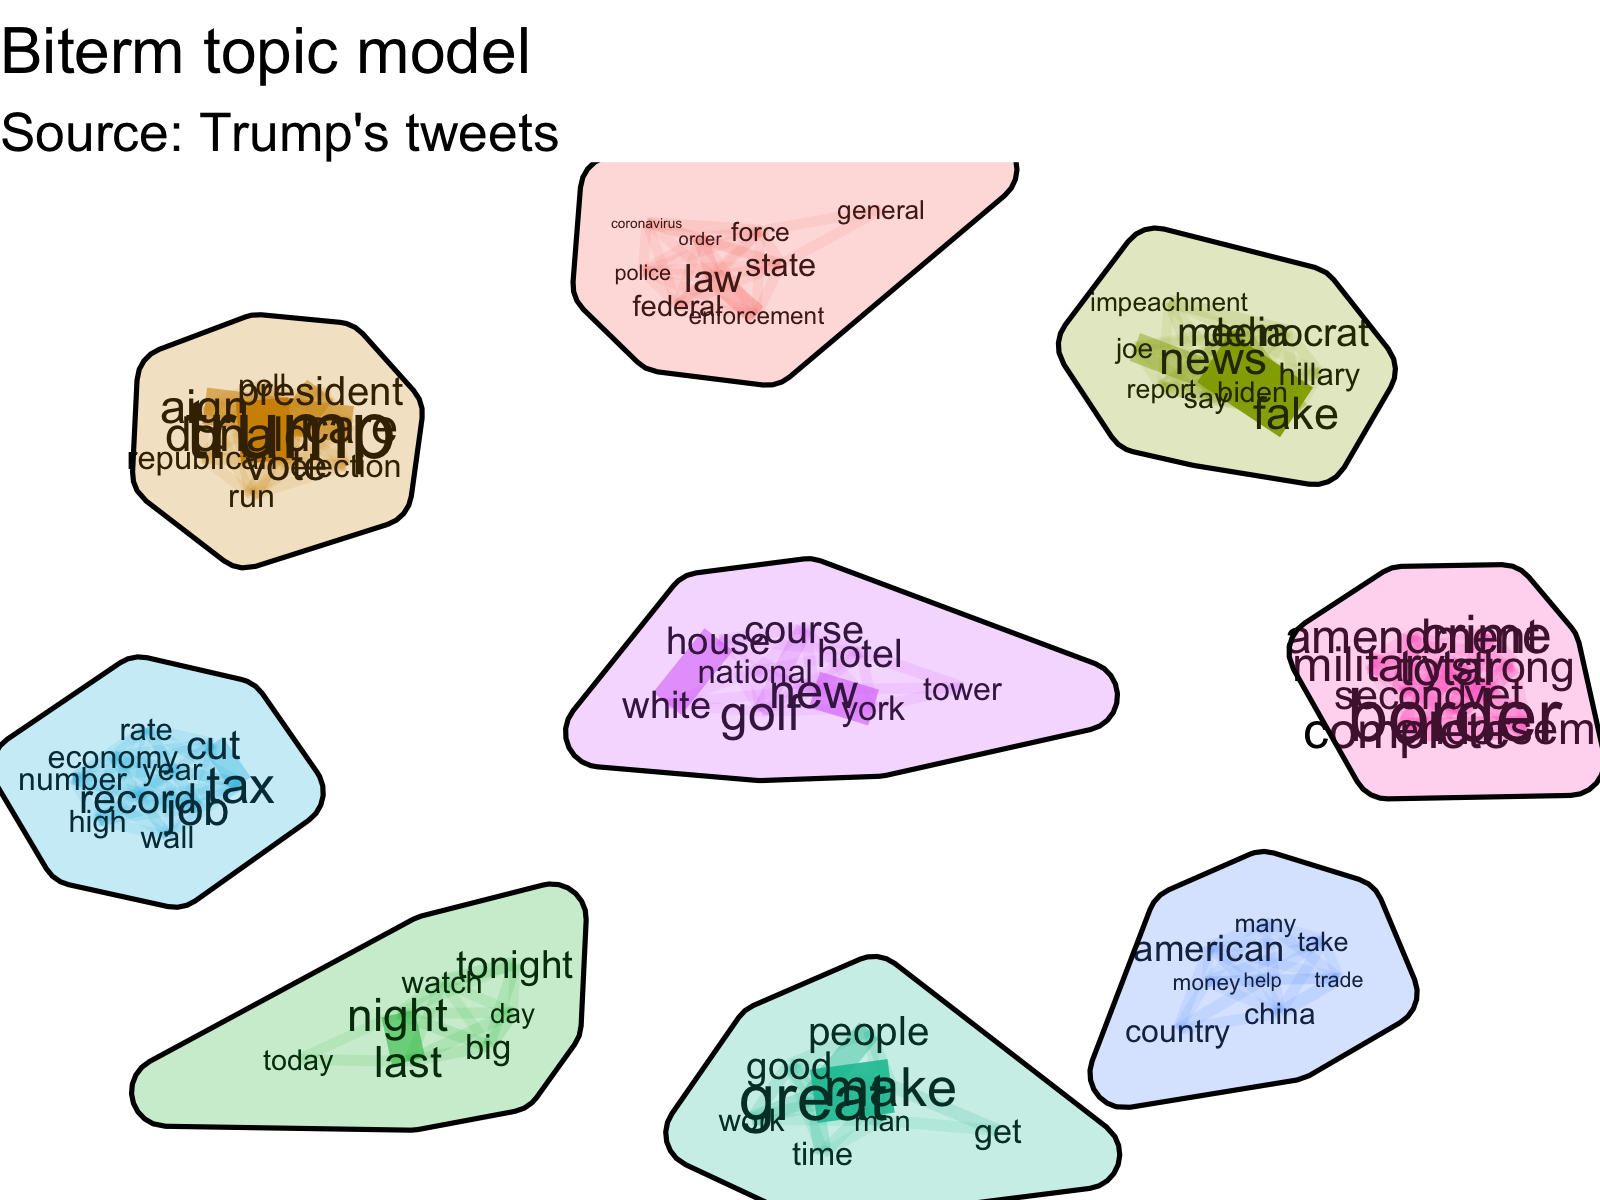 Biterm topic model
Source: Trump's tweets
general
coronavirus
order
force
police
law
state
federal
enforcement
impeachment
media
democrat
joe
news
hillary
report
say
biden
fake
poll
president
donald
trump
care
republican
vote
election
run
house
course
hotel
national
white
new
tower
golf
york
amendment
crime
military
total
strong
second
vet
border
complete
rate
economy
cut
number
year
tax
record
job
high
wall
tonight
watch
night
day
today
last
big
people
good
great
make
work
man
get
time
many
american
take
money
help
trade
china
country